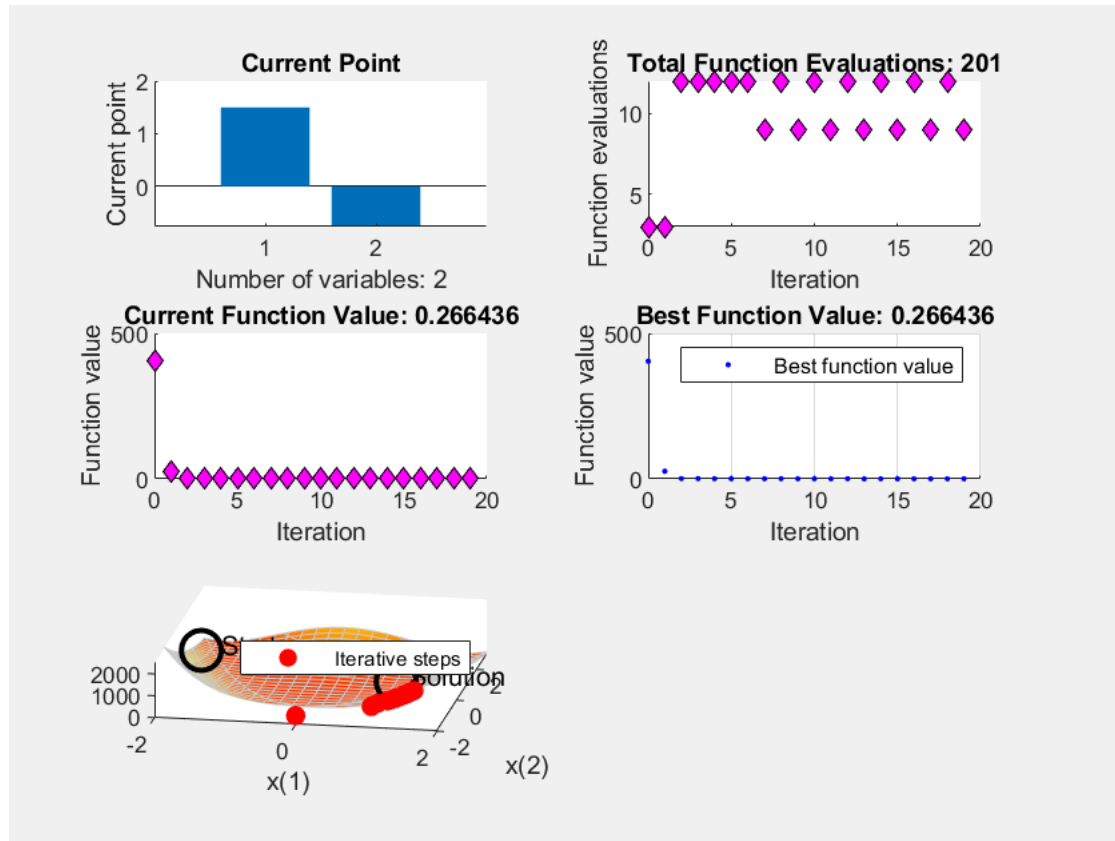 Current Point
Current point
2
1
0
1
2
Number of variables: 2
Total Function Evaluations: 201
Function evaluations
10
5
0
5
10
15
20
Iteration
Current Function Value: 0.266436
Function value
500
0
0
5
10
15
20
Iteration
Best Function Value: 0.266436
Function value
500
0
Best function value
0
5
10
15
20
Iteration
Iterative steps
Solution
2000
1000
0
-2
0
2
x(1)
2
0
-2
x(2)